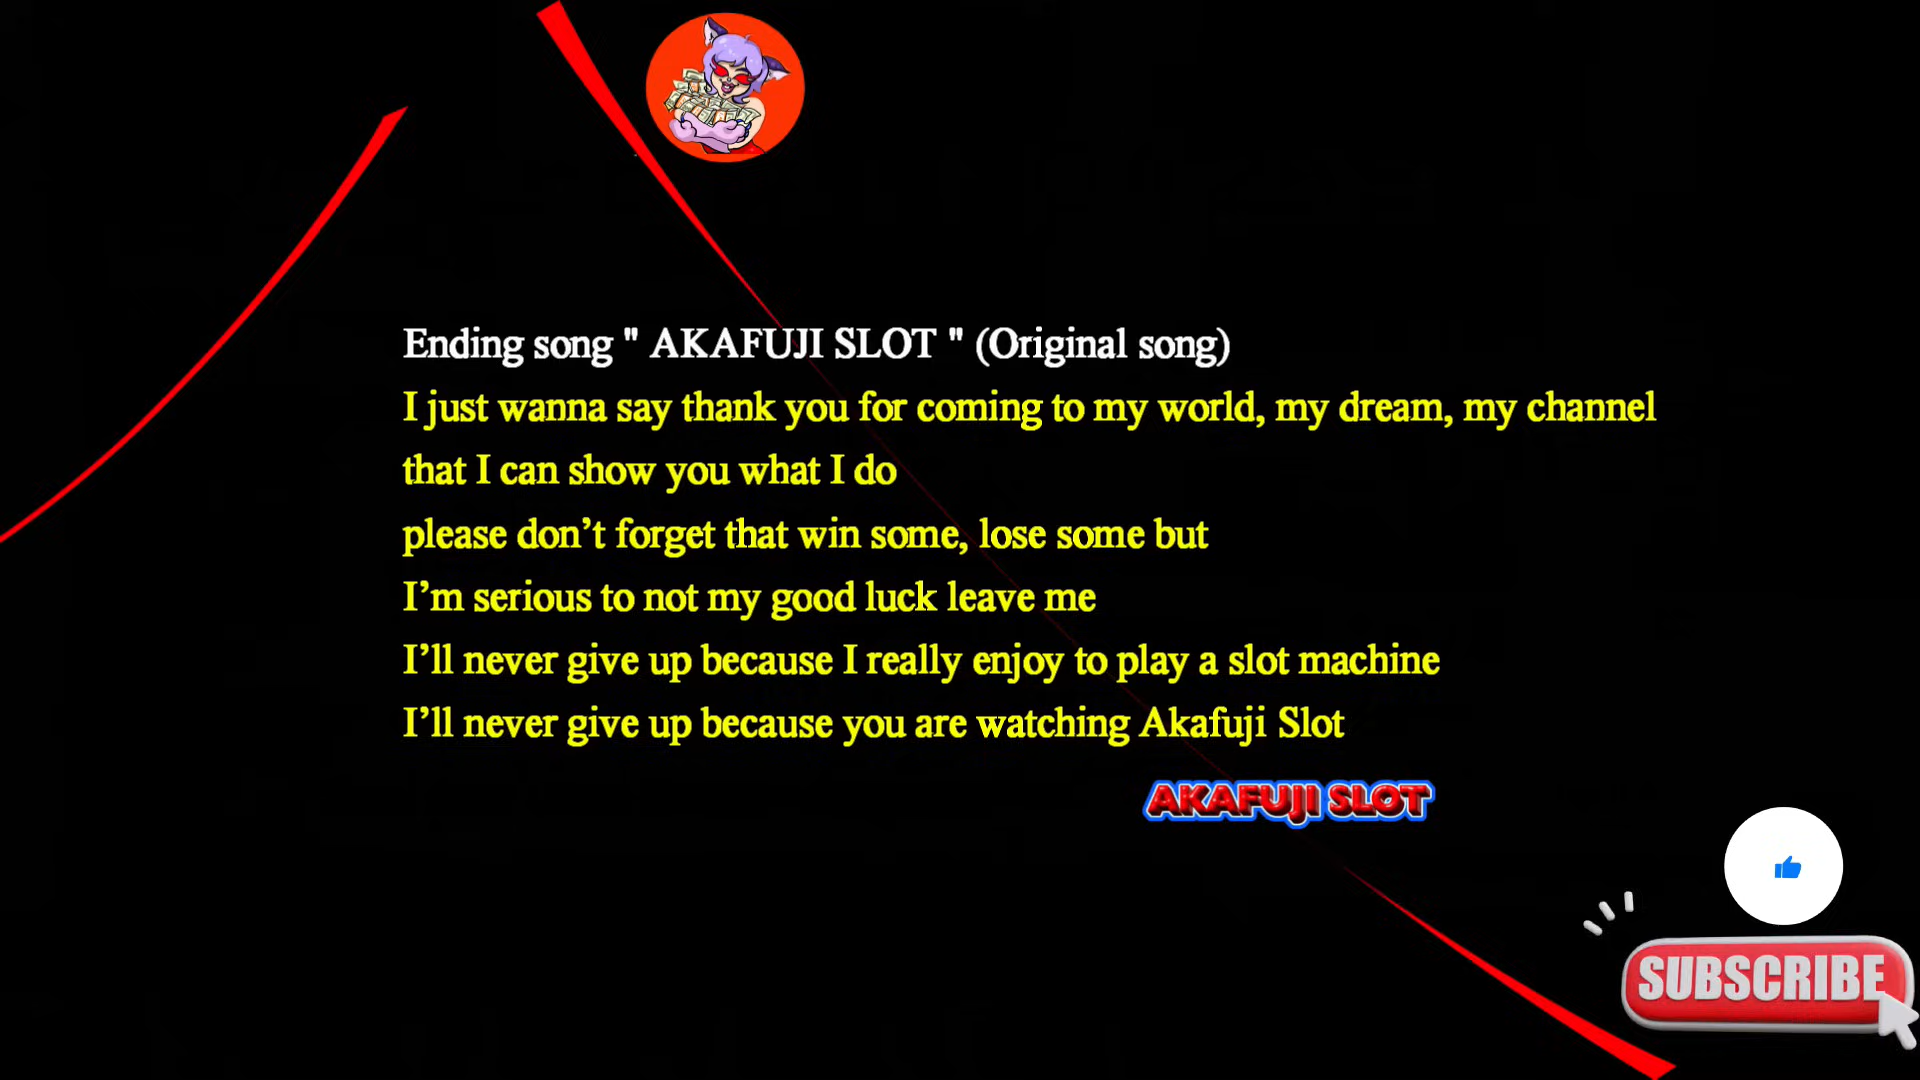 Ending song " AKAFUJI SLOT " (Original song)
I just wanna say thank you for coming to my world, my dream, my channel
that I can show you what I do
please don’t forget that win some, lose some but
I’m serious to not my good luck leave me
I’ll never give up because I really enjoy to play a slot machine
I’ll never give up because you are watching Akafuji Slot
AKAFUJI SLOT
SUBSCRIBE